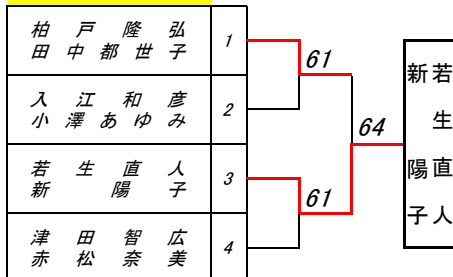 柏戸隆弘
田中都世子
1
61
入江和彦
小澤あゆみ
2
64
若生直人
新陽子
3
61
津田智広
赤松奈美
4
若生直人
新陽子